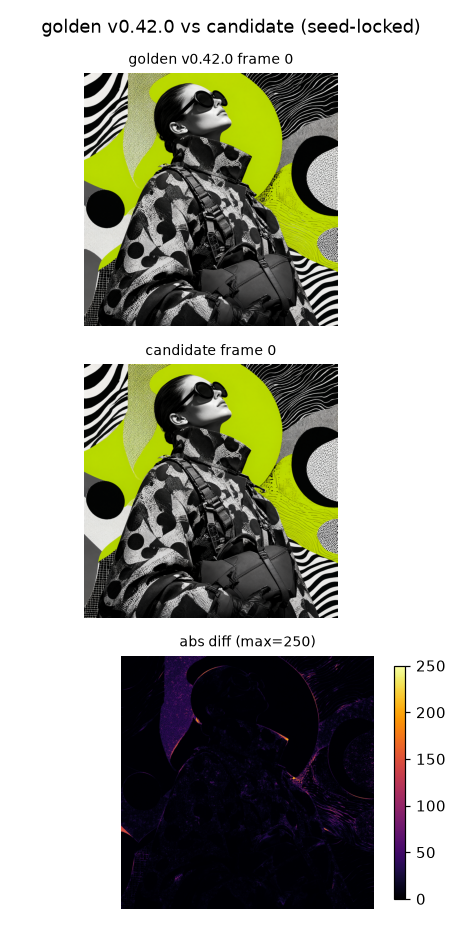 golden v0.42.0 vs candidate (seed-locked)
golden v0.42.0 frame 0
candidate frame 0
abs diff (max=250)
250
200
150
100
50
0